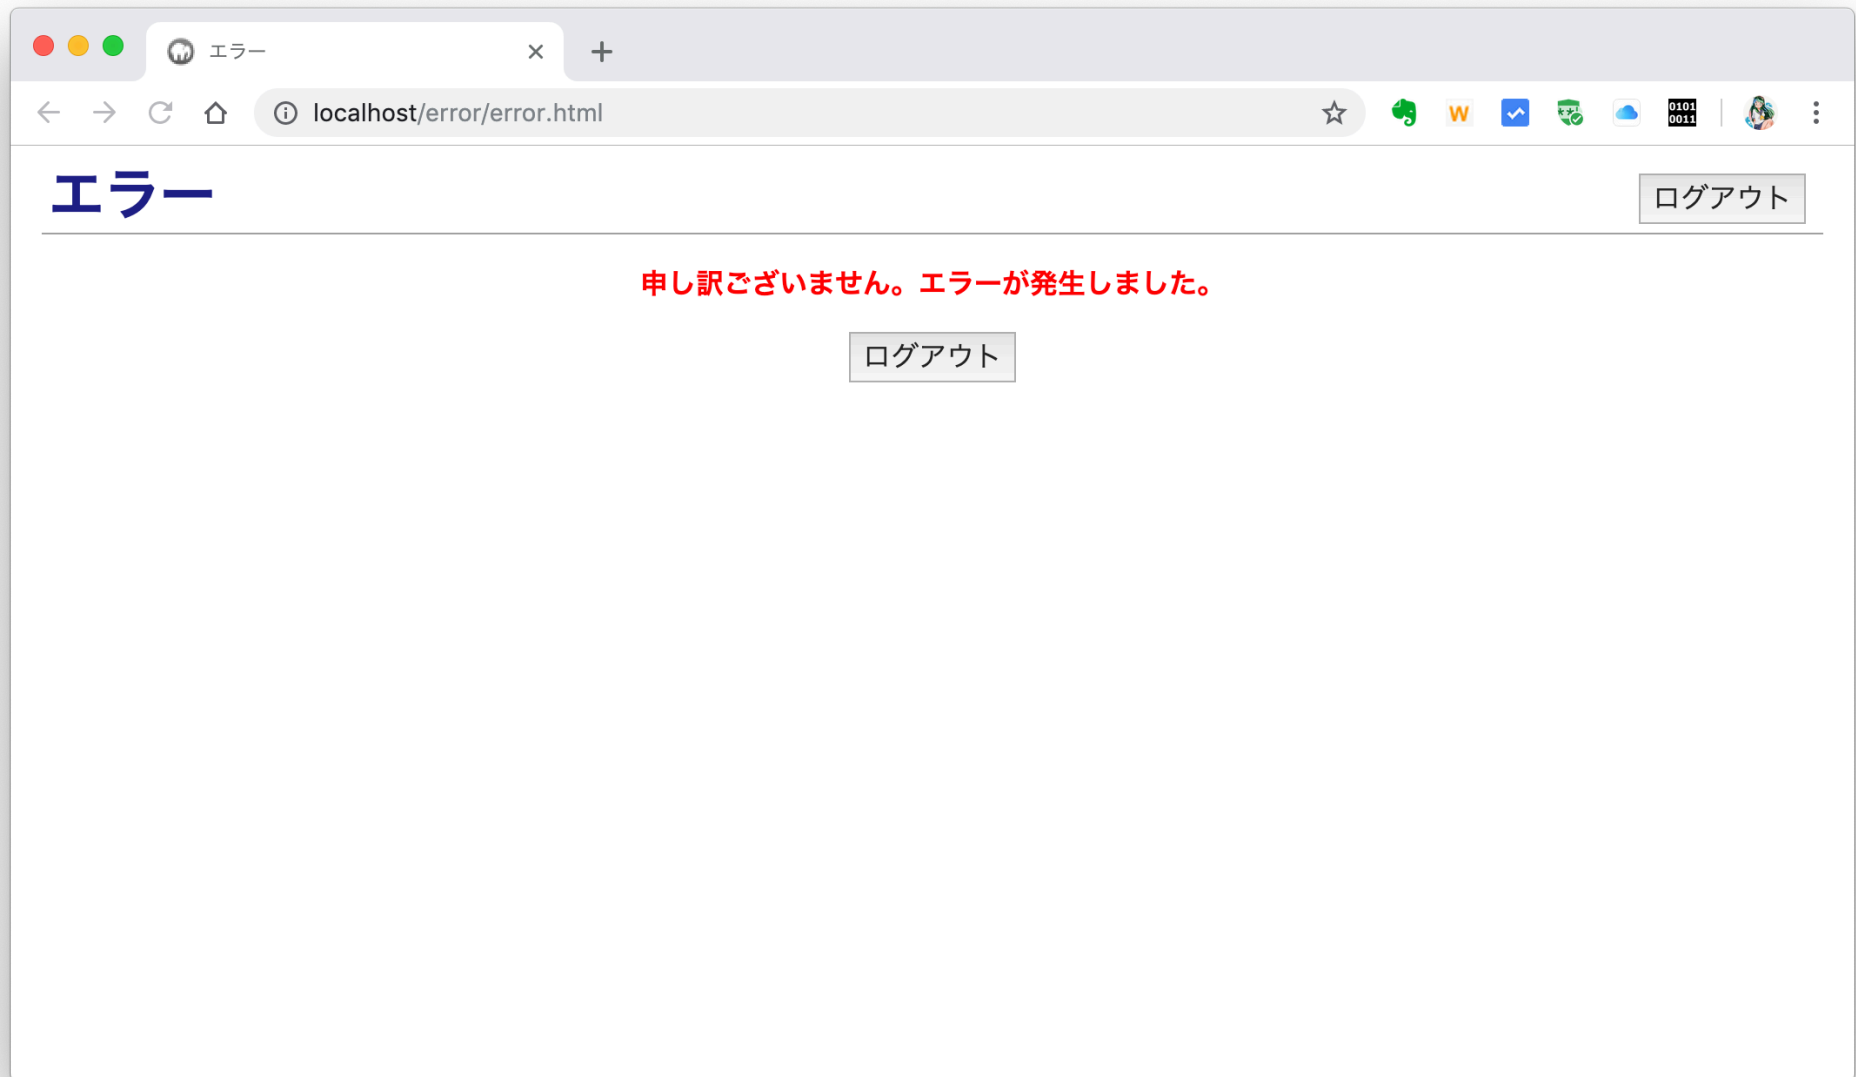 エラー
localhost/error/error.html
W
0101
0011
エラー
ログアウト
申し訳ございません。エラーが発生しました。
ログアウト